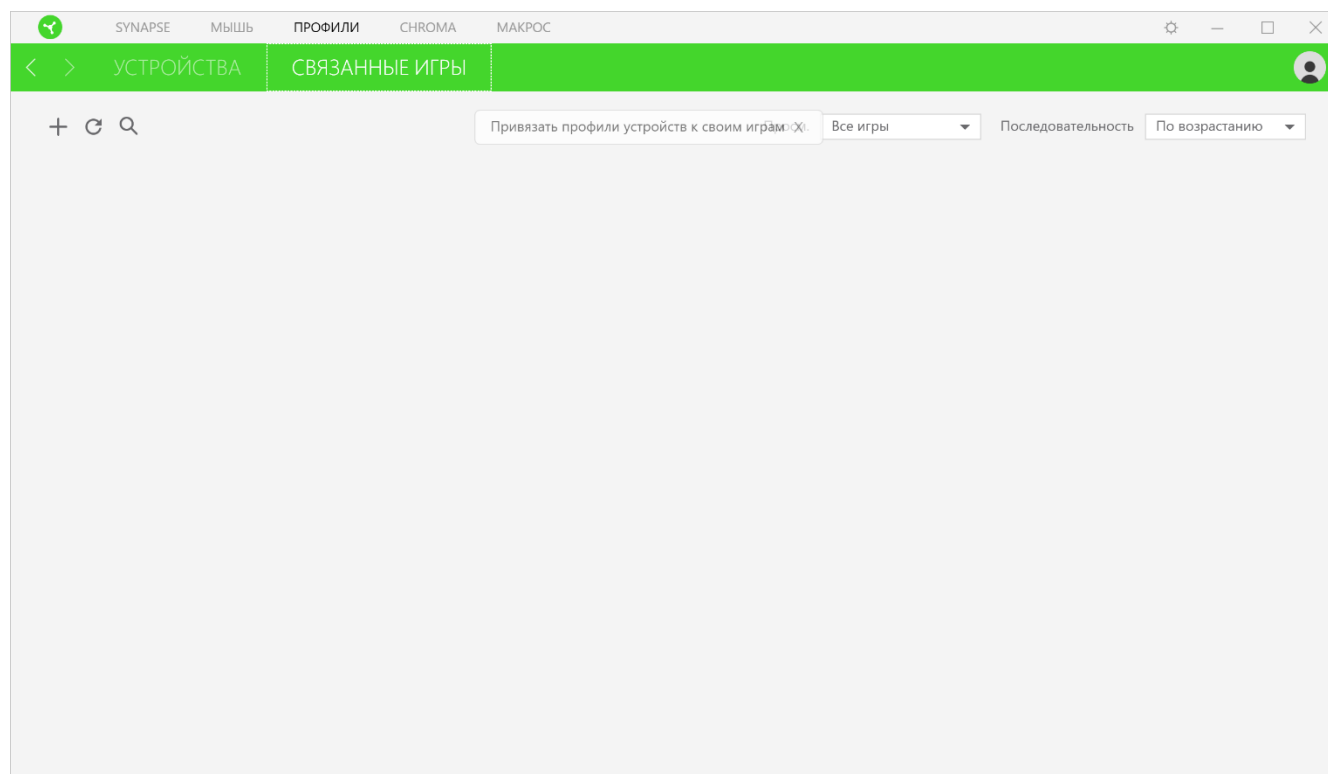 SYNAPSE МЫШЬ ПРОФИЛИ CHROMA МАКРОС
УСТРОЙСТВА СВЯЗАННЫЕ ИГРЫ
Привязать профили устройств к своим играм X Все игры Последовательность По возрастанию